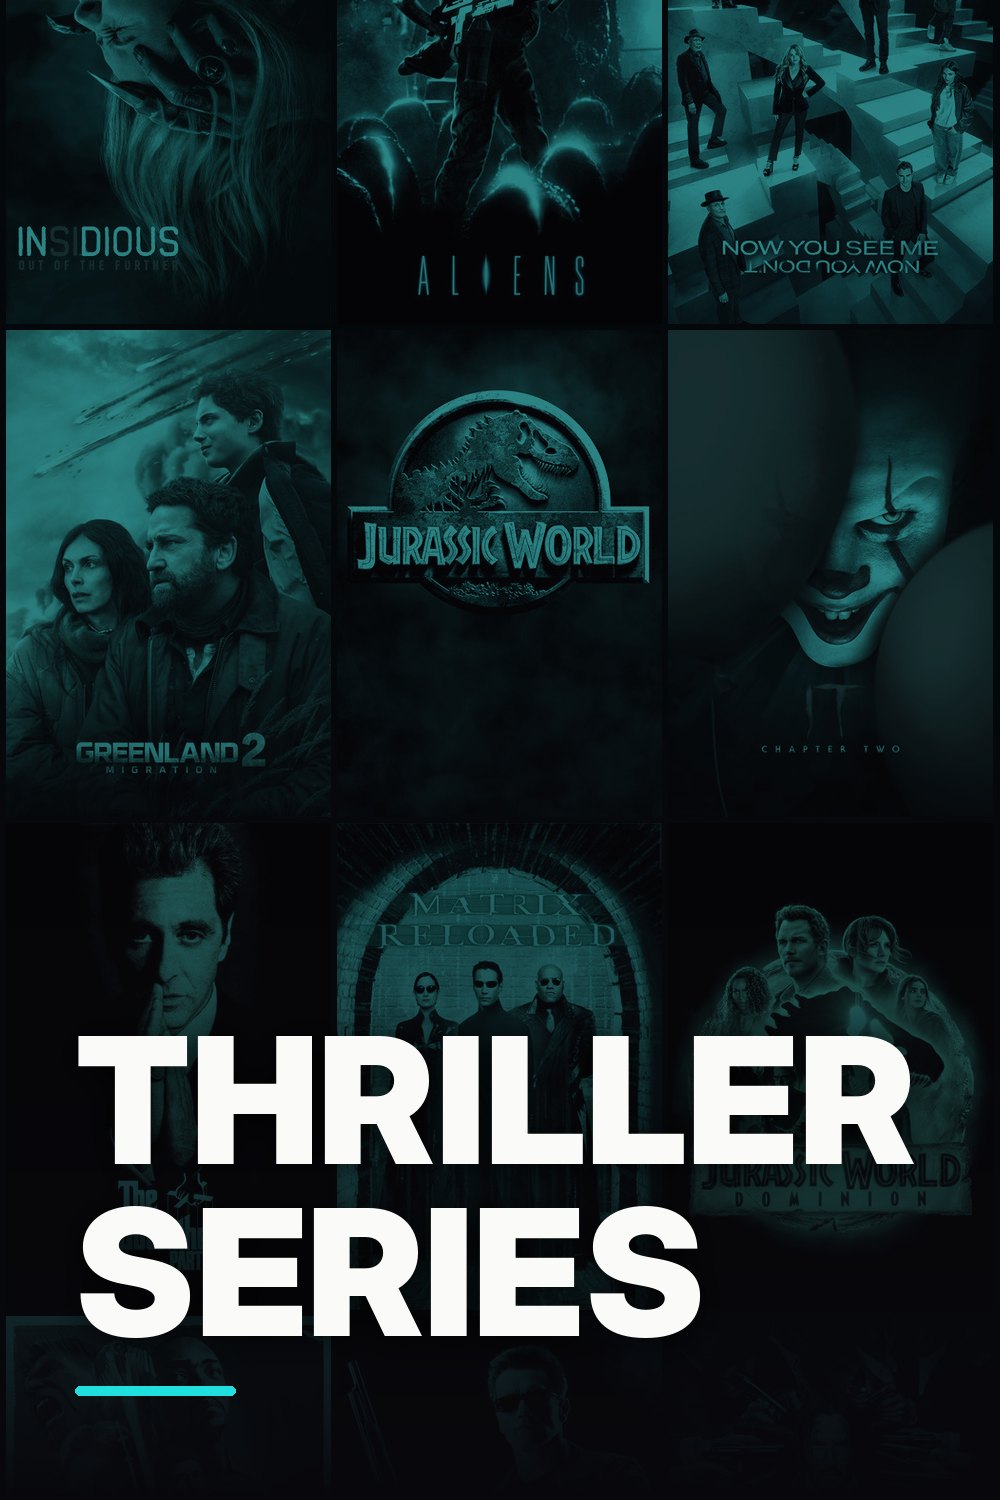 INSIDIOUS
OUT OF THE FURTHER
ALIENS
NOW YOU SEE ME
NOW YOU DON'T
GREENLAND 2
MIGRATION
JURASSIC WORLD
IT
CHAPTER TWO
MATRIX
RELOADED
THRILLER
JURASSIC WORLD
DOMINION
The
SERIES